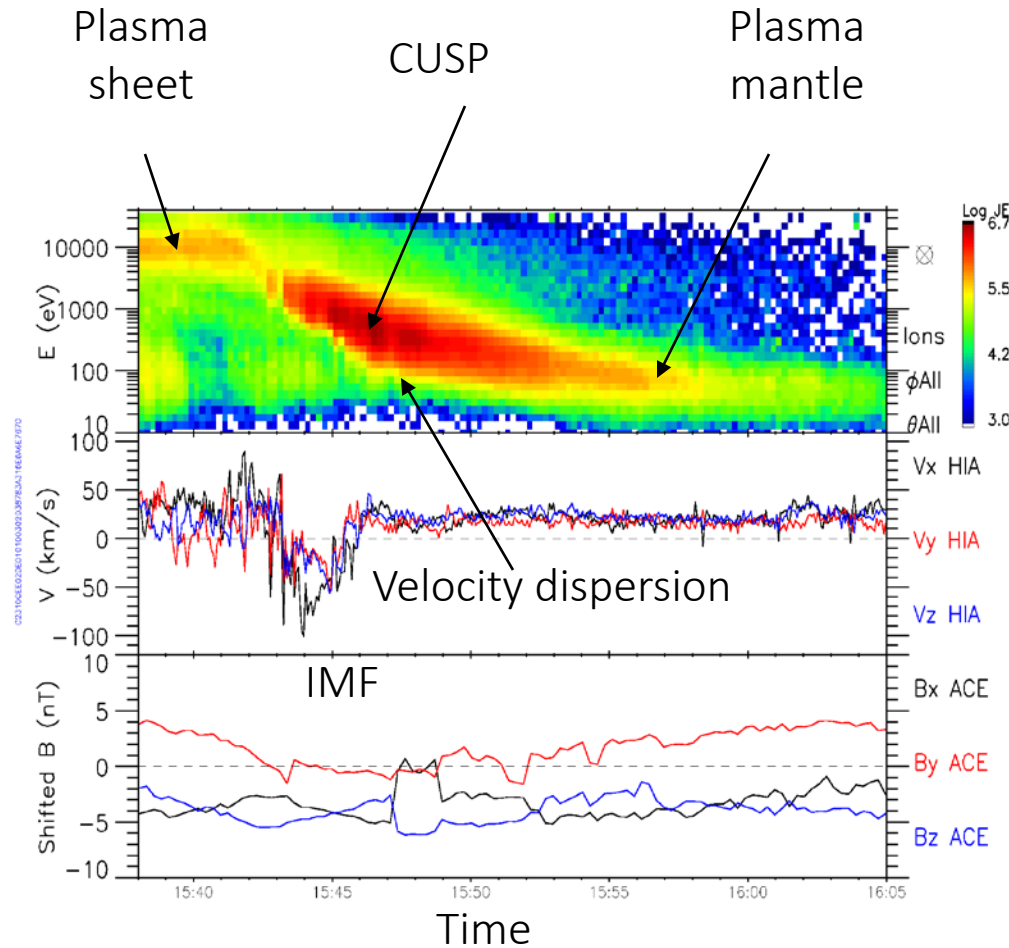 Plasma
sheet
CUSP
Plasma
mantle
Log JE
6.7
5.5
4.2
3.0
E (eV)
10000
1000
100
10
Ions
φAll
θAll
V (km/s)
100
50
0
−50
−100
Vx HIA
Vy HIA
Vz HIA
Velocity dispersion
IMF
Shifted B (nT)
10
5
0
−5
−10
Bx ACE
By ACE
Bz ACE
15:40 15:45 15:50 15:55 16:00 16:05
Time